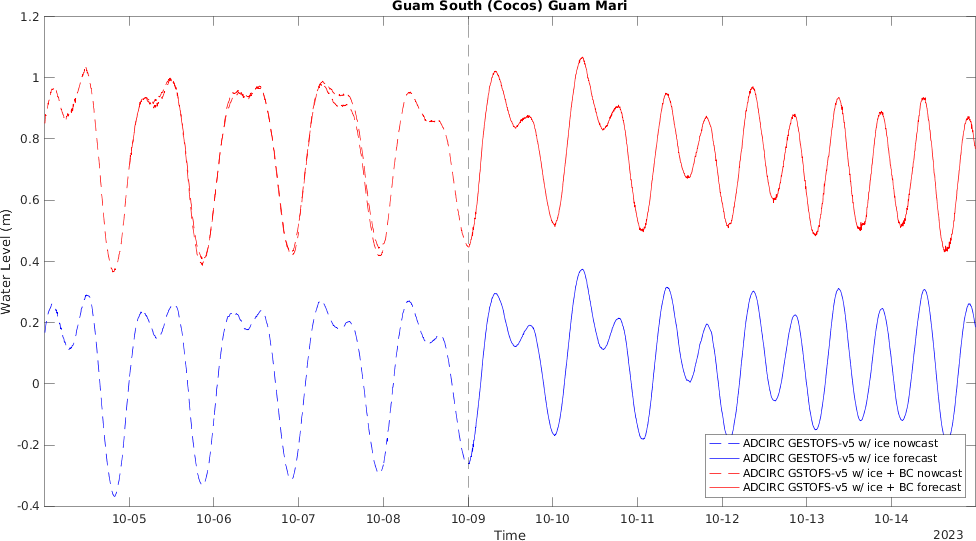 Guam South (Cocos) Guam Mari
1.2
1
0.8
0.6
0.4
0.2
0
-0.2
-0.4
Water Level (m)
10-05 10-06 10-07 10-08 10-09 10-10 10-11 10-12 10-13 10-14
Time
2023
ADCIRC GESTOFS-v5 w/ ice nowcast
ADCIRC GESTOFS-v5 w/ ice forecast
ADCIRC GSTOFS-v5 w/ ice + BC nowcast
ADCIRC GSTOFS-v5 w/ ice + BC forecast